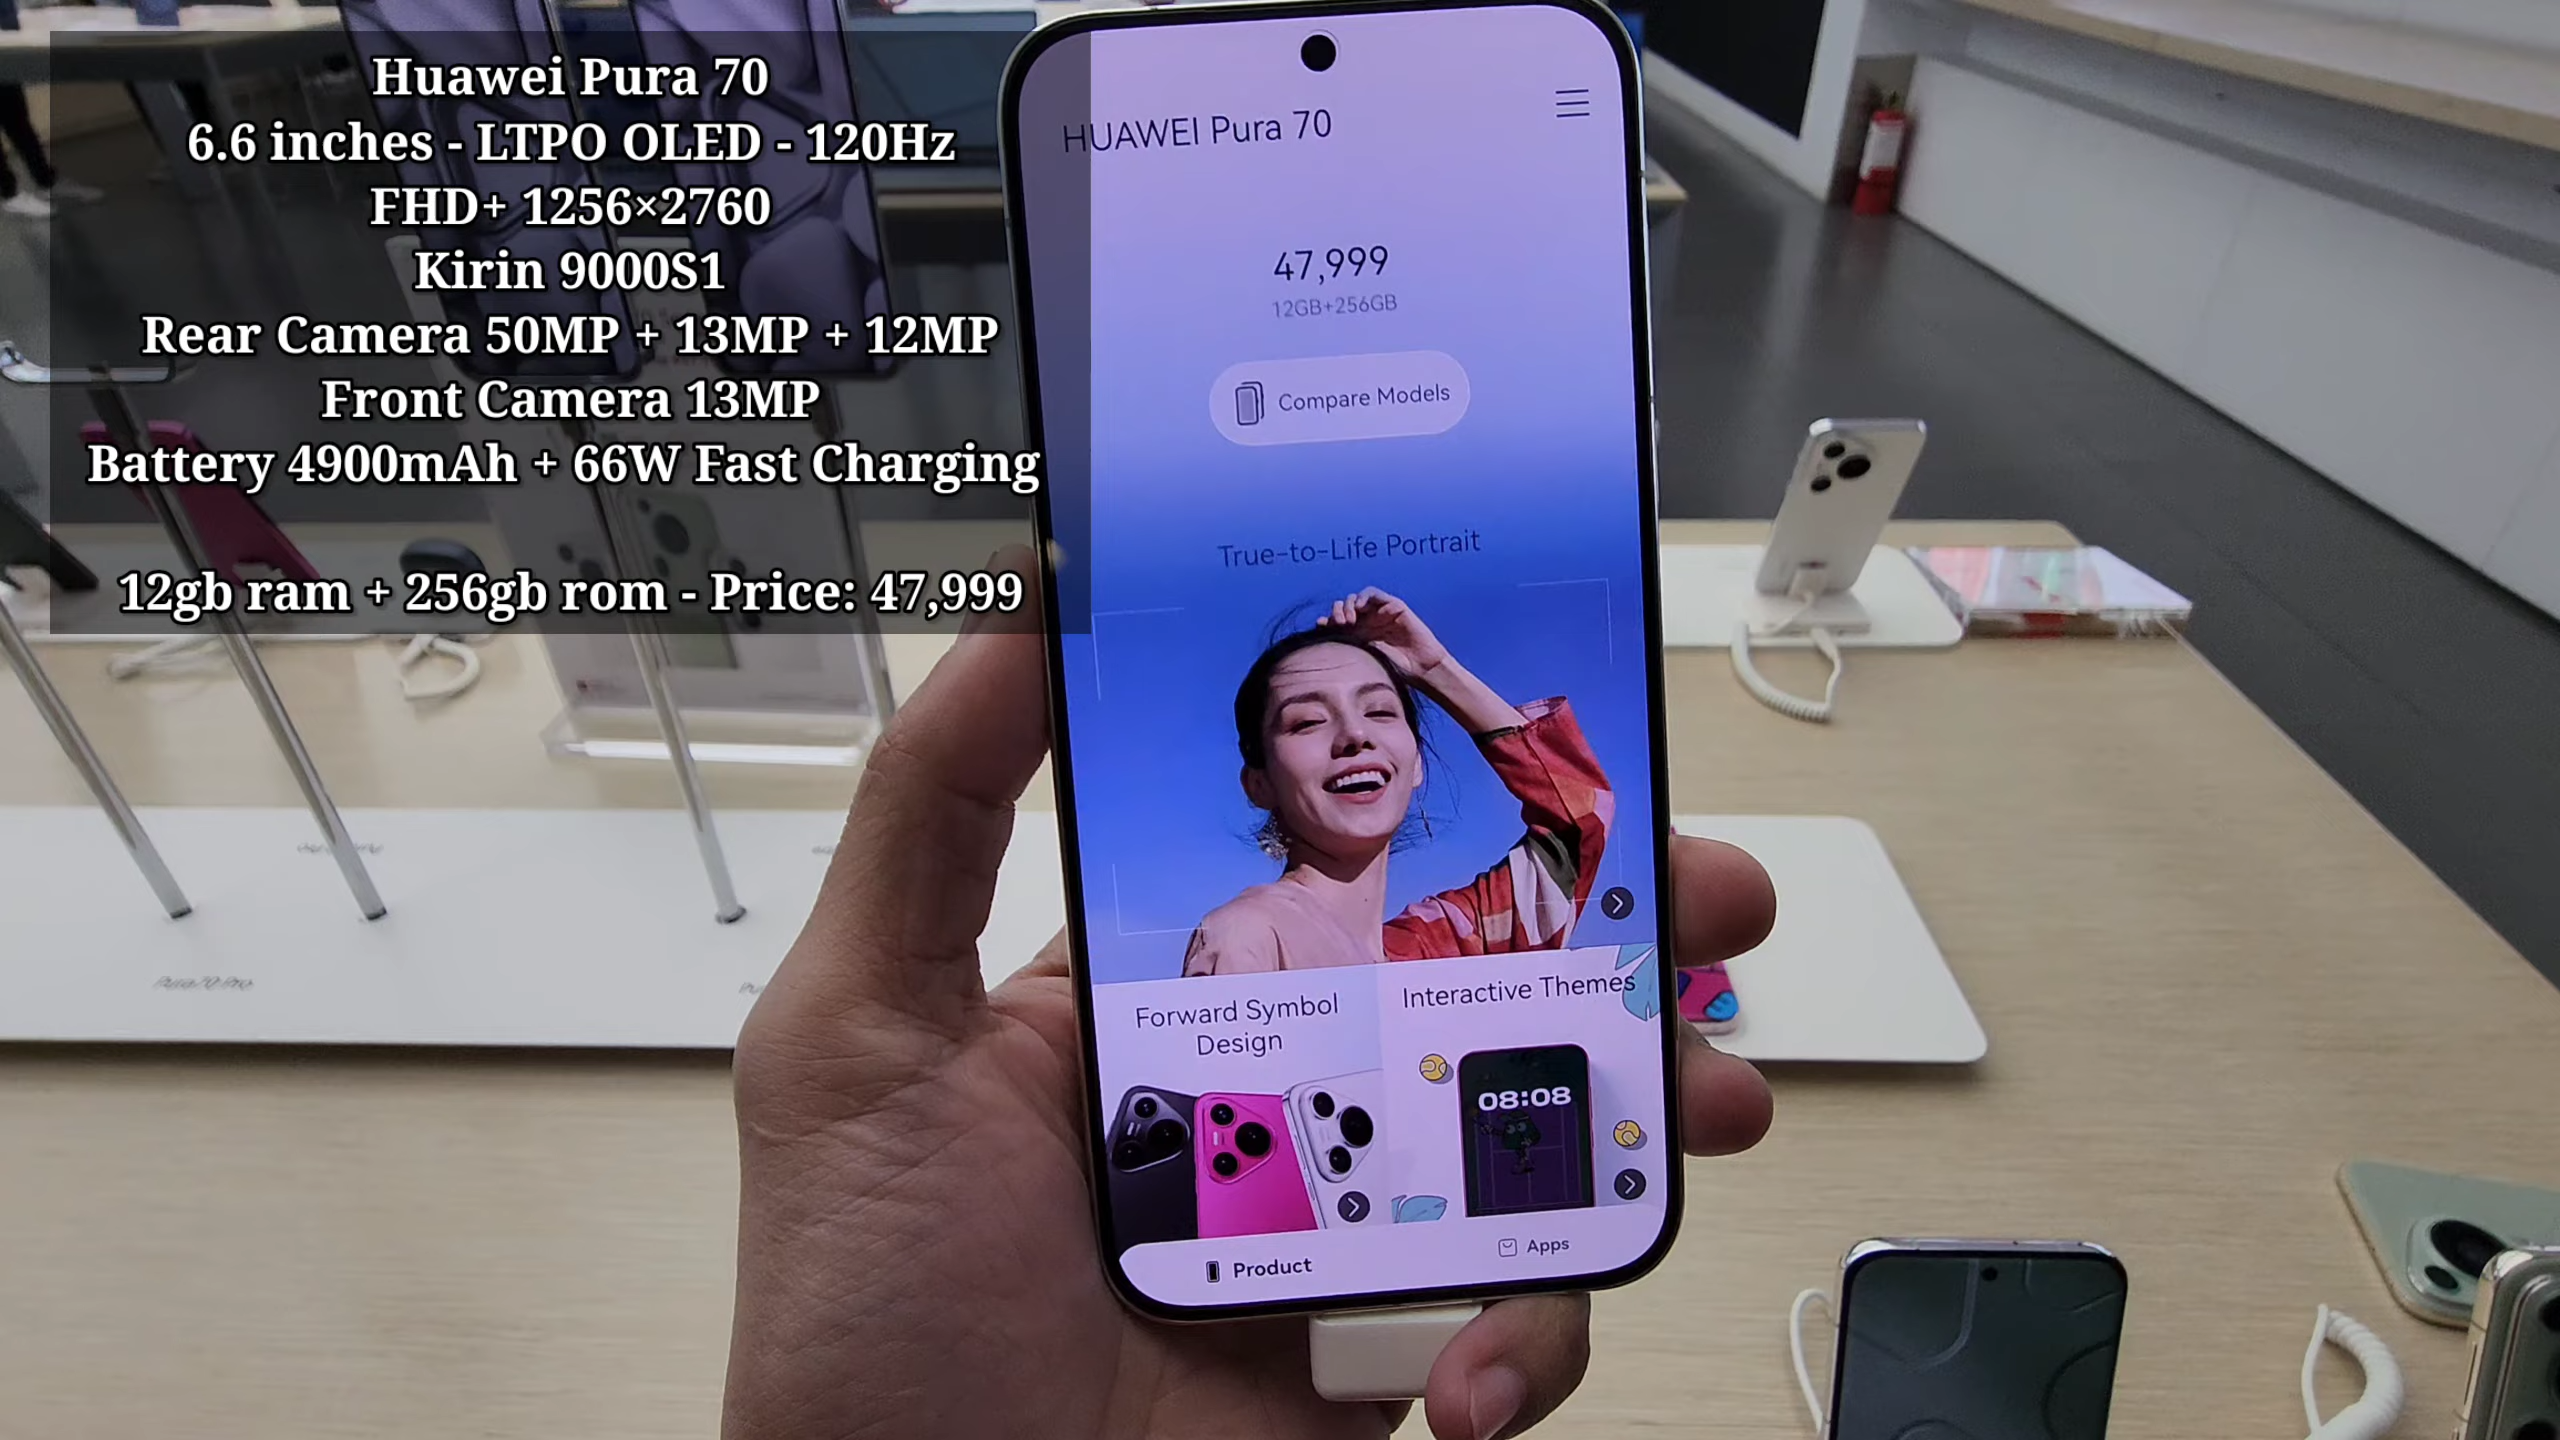 Huawei Pura 70
6.6 inches - LTPO OLED - 120Hz
FHD+ 1256×2760
Kirin 9000S1
Rear Camera 50MP + 13MP + 12MP
Front Camera 13MP
Battery 4900mAh + 66W Fast Charging
12gb ram + 256gb rom - Price: 47,999
HUAWEI Pura 70
47,999
12GB+256GB
Compare Models
True-to-Life Portrait
Forward Symbol
Design
Interactive Themes
08:08
Product
Apps
Pura70 Pro